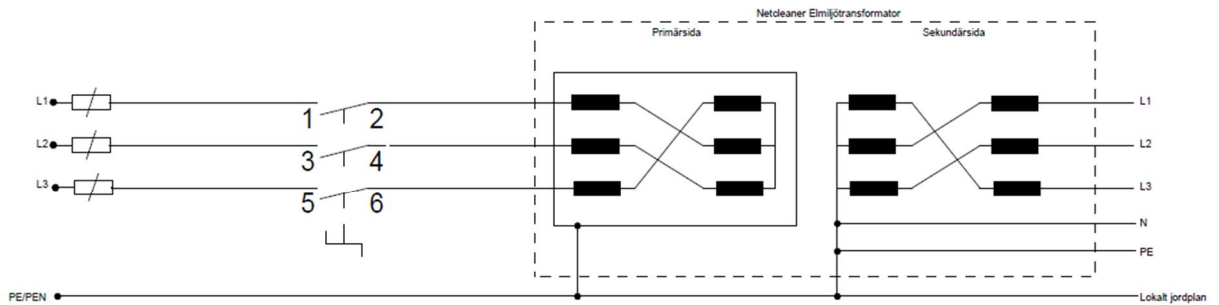 Netcleaner Elmiljötransformator
Primärsida
Sekundärsida
L1
1
2
L1
L2
3
4
L2
L3
5
6
L3
N
PE
PE/PEN
Lokalt jordplan